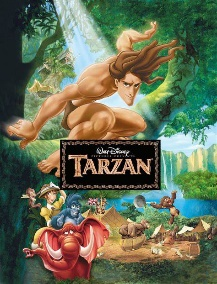 WALT DISNEY
PICTURES PRESENTS
TARZAN